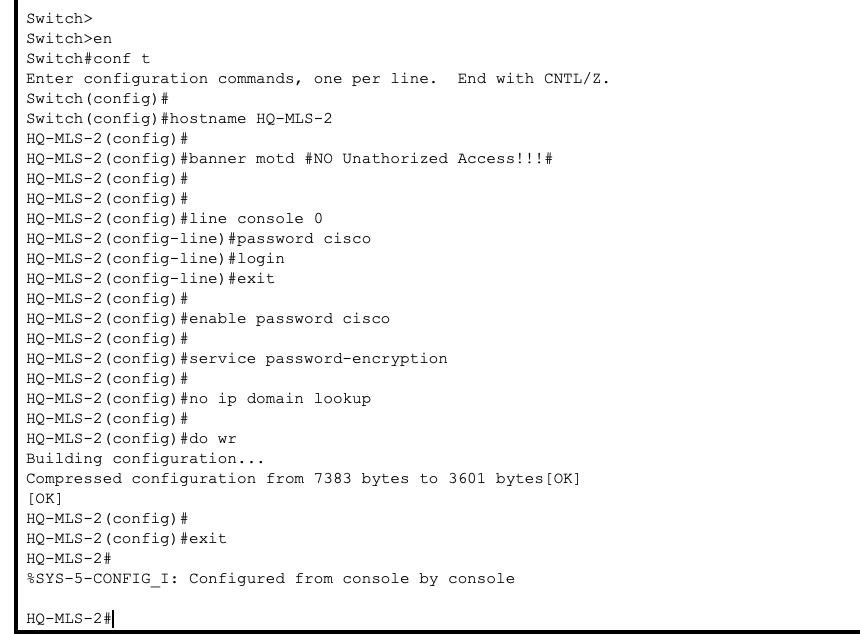 Switch>
Switch>en
Switch#conf t
Enter configuration commands, one per line.  End with CNTL/Z.
Switch(config)#
Switch(config)#hostname HQ-MLS-2
HQ-MLS-2(config)#
HQ-MLS-2(config)#banner motd #NO Unathorized Access!!!#
HQ-MLS-2(config)#
HQ-MLS-2(config)#
HQ-MLS-2(config)#line console 0
HQ-MLS-2(config-line)#password cisco
HQ-MLS-2(config-line)#login
HQ-MLS-2(config-line)#exit
HQ-MLS-2(config)#
HQ-MLS-2(config)#enable password cisco
HQ-MLS-2(config)#
HQ-MLS-2(config)#service password-encryption
HQ-MLS-2(config)#
HQ-MLS-2(config)#no ip domain lookup
HQ-MLS-2(config)#
HQ-MLS-2(config)#do wr
Building configuration...
Compressed configuration from 7383 bytes to 3601 bytes[OK]
[OK]
HQ-MLS-2(config)#
HQ-MLS-2(config)#exit
HQ-MLS-2#
%SYS-5-CONFIG_I: Configured from console by console
HQ-MLS-2#